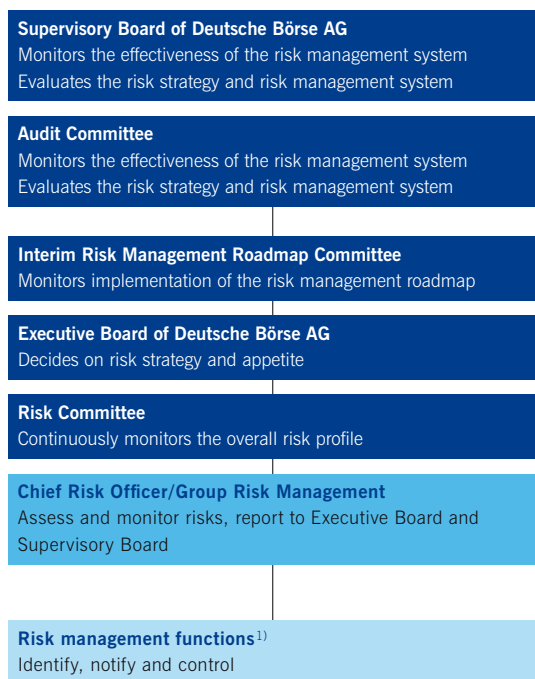 Supervisory Board of Deutsche Börse AG
Monitors the effectiveness of the risk management system
Evaluates the risk strategy and risk management system
Audit Committee
Monitors the effectiveness of the risk management system
Evaluates the risk strategy and risk management system
Interim Risk Management Roadmap Committee
Monitors implementation of the risk management roadmap
Executive Board of Deutsche Börse AG
Decides on risk strategy and appetite
Risk Committee
Continuously monitors the overall risk profile
Chief Risk Officer/Group Risk Management
Assess and monitor risks, report to Executive Board and
Supervisory Board
Risk management functions¹⁾
Identify, notify and control